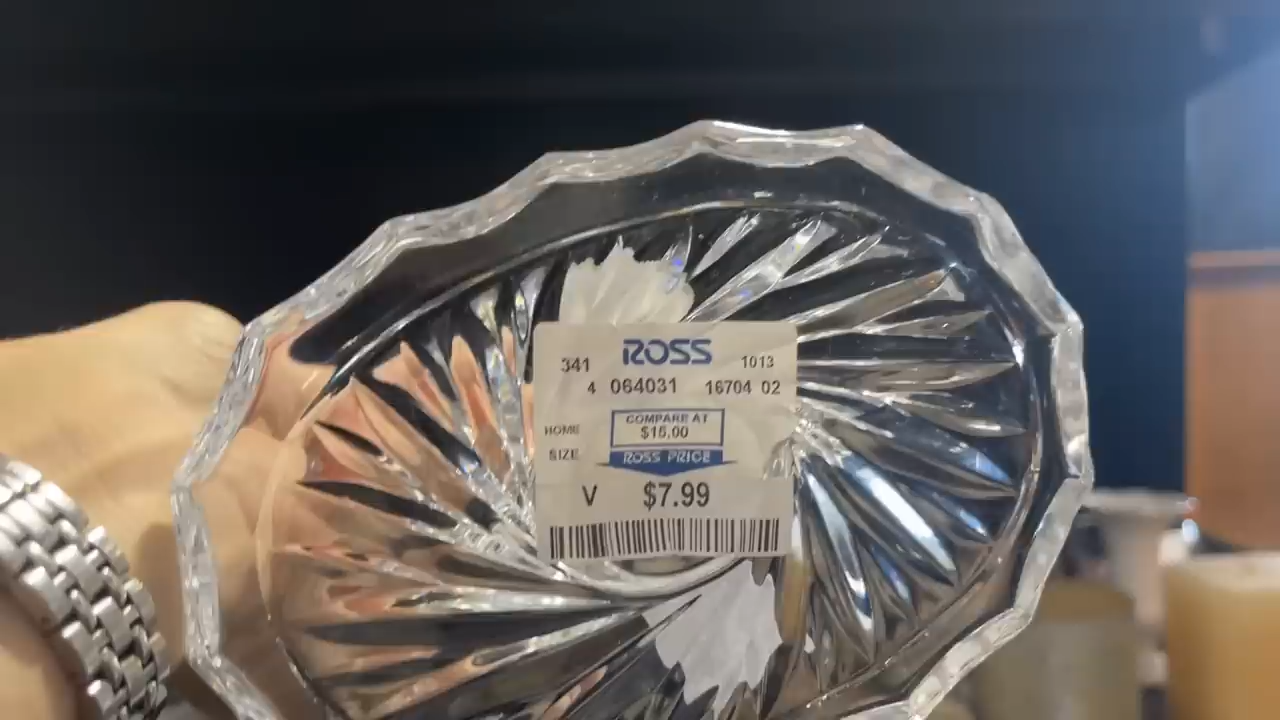 ROSS
341 1013
4 064031 16704 02
COMPARE AT
HOME $15.00
SIZE ROSS PRICE
V $7.99